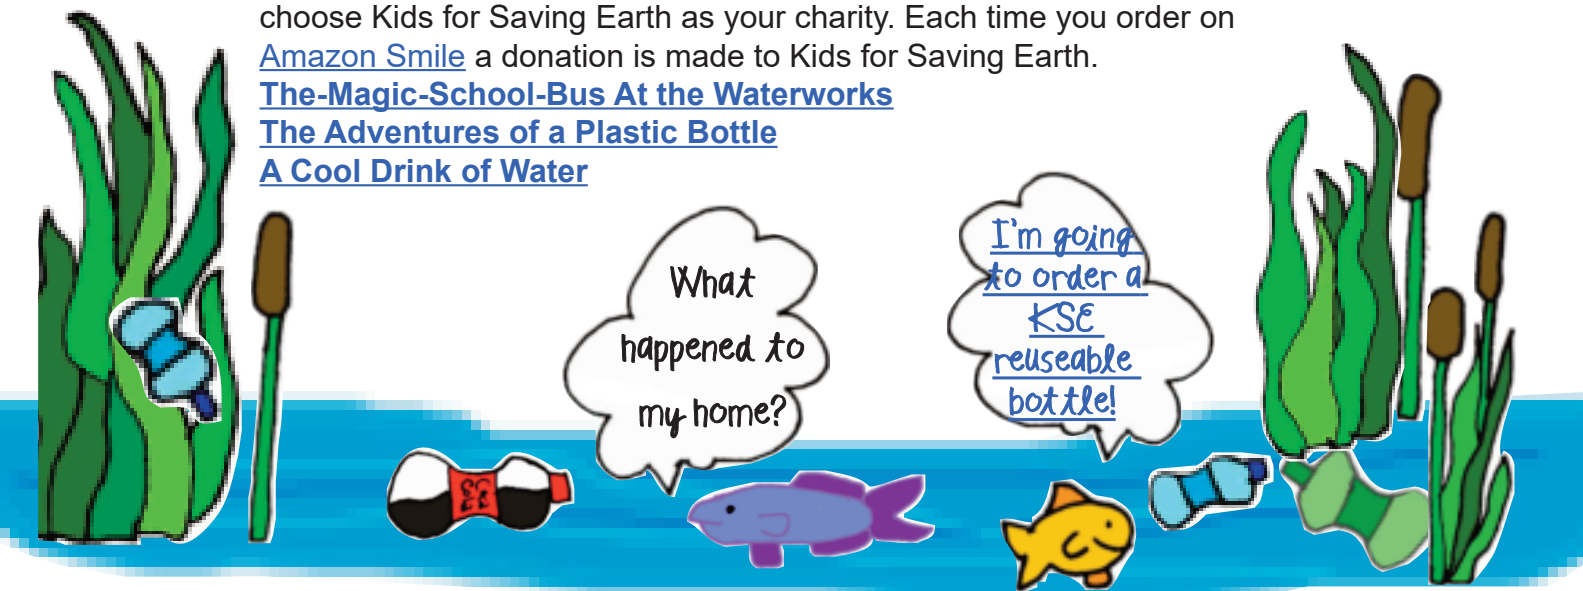 choose Kids for Saving Earth as your charity. Each time you order on
Amazon Smile a donation is made to Kids for Saving Earth.
The-Magic-School-Bus At the Waterworks
The Adventures of a Plastic Bottle
A Cool Drink of Water
What
happened to
my home?
I'm going
to order a
KSE
reuseable
bottle!